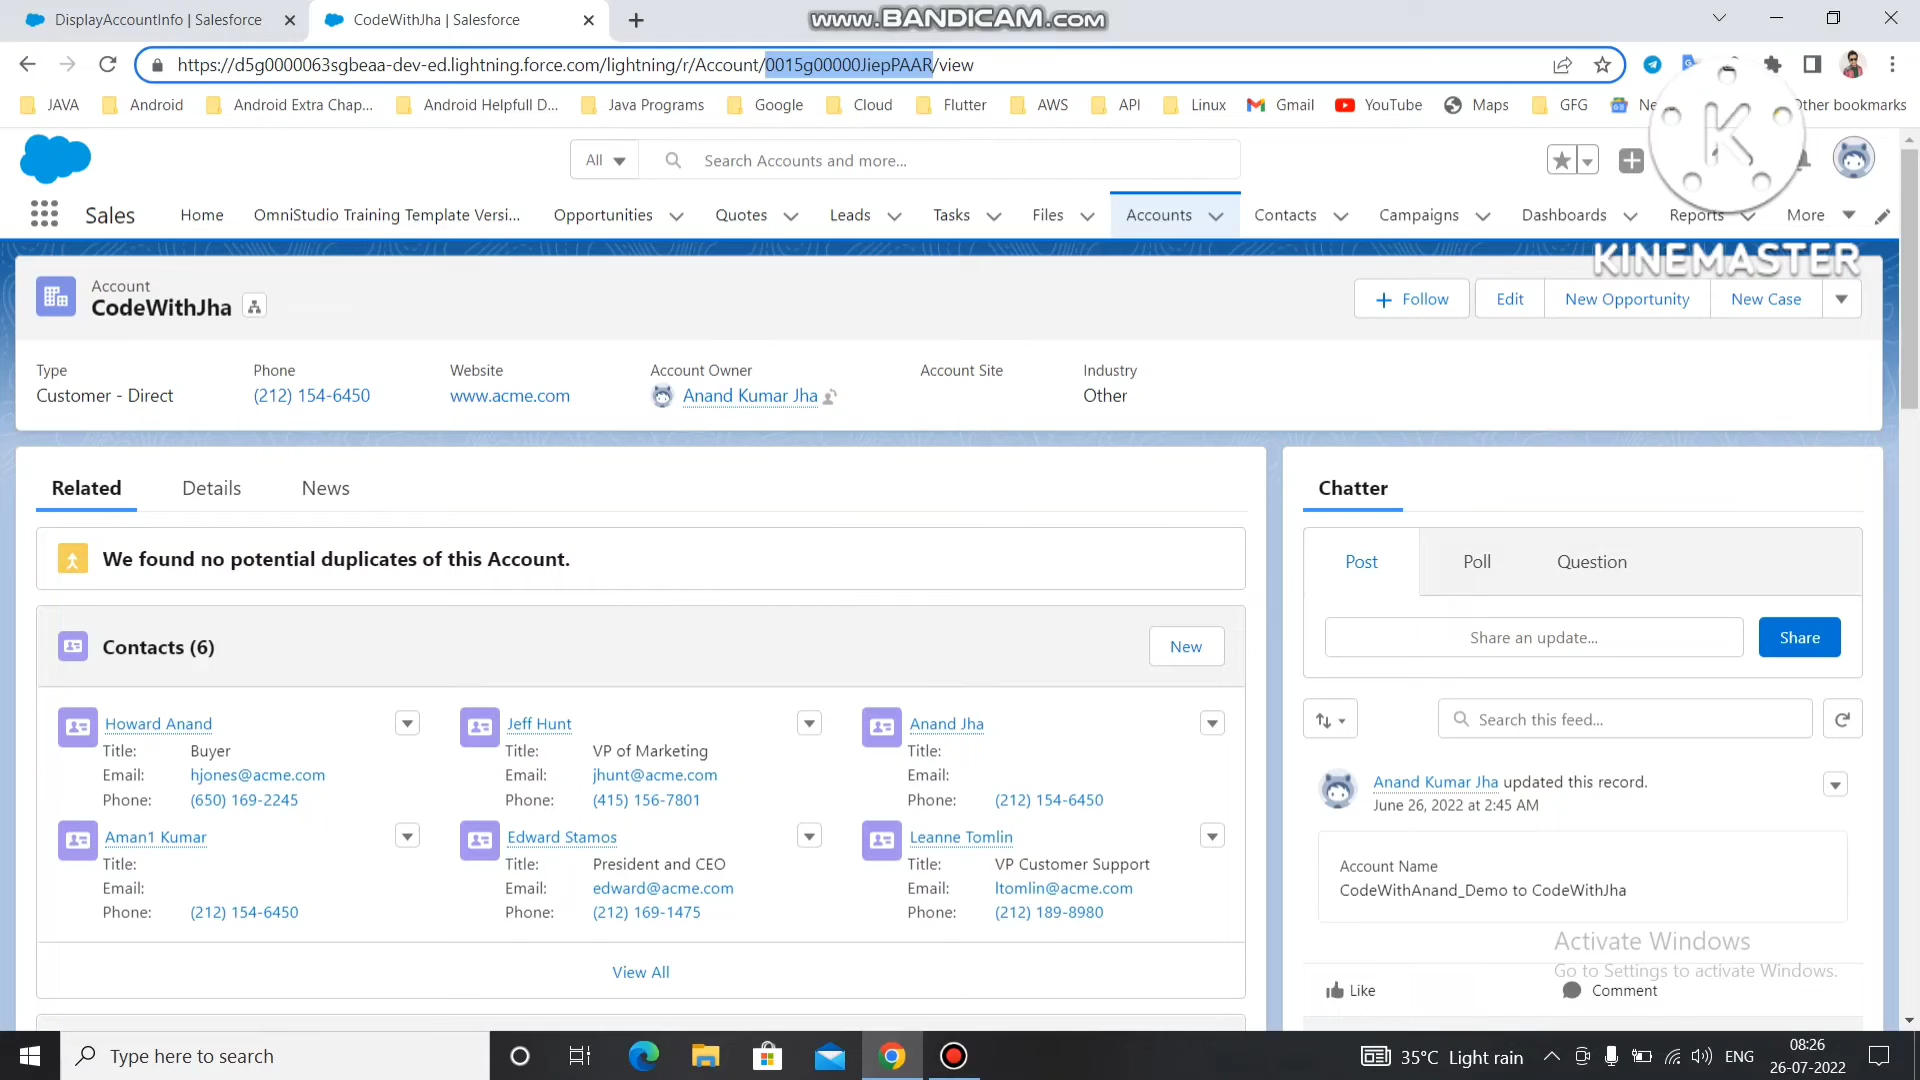 DisplayAccountInfo | Salesforce
CodeWithJha | Salesforce
www.BANDICAM.com
https://d5g0000063sgbeaa-dev-ed.lightning.force.com/lightning/r/Account/0015g00000JiepPAAR/view
JAVA Android Android Extra Chap... Android Helpfull D... Java Programs Google Cloud Flutter AWS API Linux Gmail YouTube Maps GFG Ne Other bookmarks
All Search Accounts and more...
K
Sales Home OmniStudio Training Template Versi... Opportunities Quotes Leads Tasks Files Accounts Contacts Campaigns Dashboards Reports More
KINEMASTER
Account
CodeWithJha
Follow Edit New Opportunity New Case
Type Phone Website Account Owner Account Site Industry
Customer - Direct (212) 154-6450 www.acme.com Anand Kumar Jha Other
Related Details News
We found no potential duplicates of this Account.
Contacts (6) New
Howard Anand Jeff Hunt Anand Jha
Title: Buyer Title: VP of Marketing Title:
Email: hjones@acme.com Email: jhunt@acme.com Email:
Phone: (650) 169-2245 Phone: (415) 156-7801 Phone: (212) 154-6450
Aman1 Kumar Edward Stamos Leanne Tomlin
Title: Title: President and CEO Title: VP Customer Support
Email: Email: edward@acme.com Email: ltomlin@acme.com
Phone: (212) 154-6450 Phone: (212) 169-1475 Phone: (212) 189-8980
View All
Chatter
Post Poll Question
Share an update... Share
Search this feed...
Anand Kumar Jha updated this record.
June 26, 2022 at 2:45 AM
Account Name
CodeWithAnand_Demo to CodeWithJha
Activate Windows
Go to Settings to activate Windows.
Like Comment
Type here to search
35°C Light rain ENG
08:26
26-07-2022